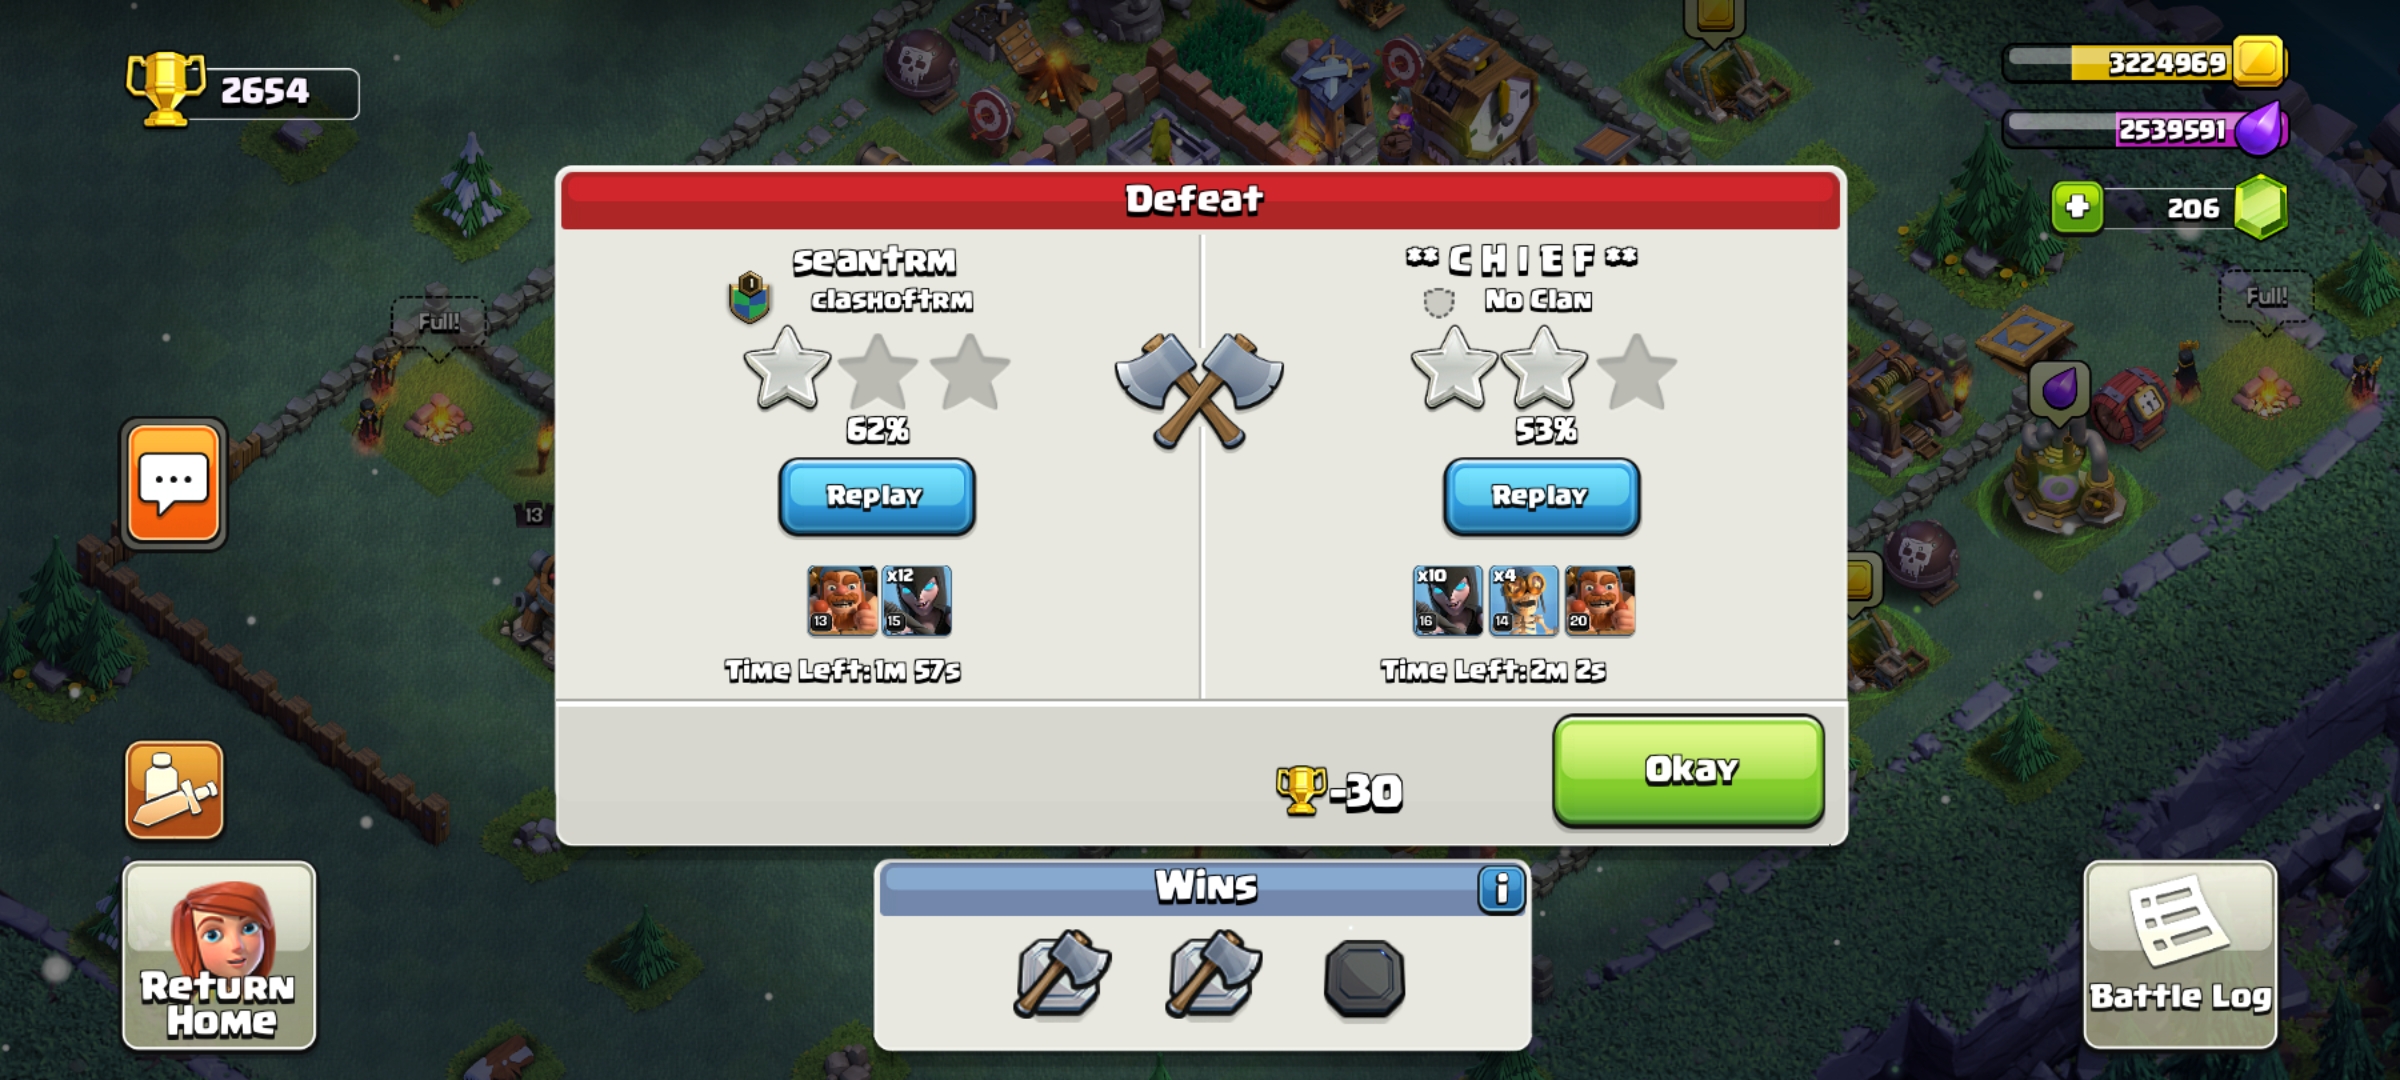 2654
3224969
2539591
206
Full!
Full!
13
Defeat
seantrm
1
clashoftrm
62%
Replay
13
x12
15
Time Left:1m 57s
** C H I E F **
No Clan
53%
Replay
x10
16
x4
14
20
Time Left:2m 2s
-30
Okay
Wins
i
Return
Home
Battle Log